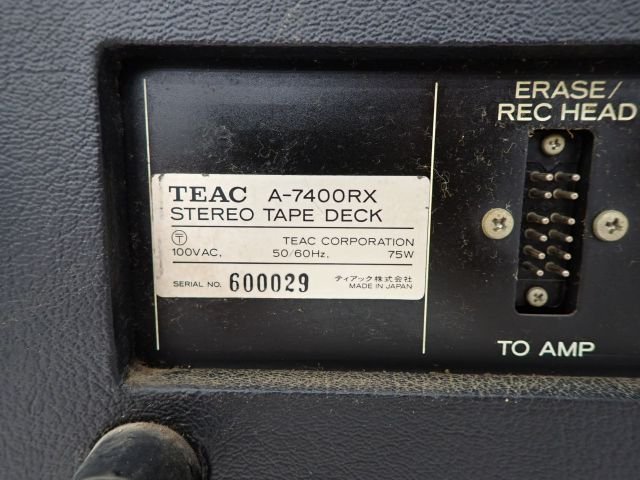 ERASE/
REC HEAD
TEAC A-7400RX
STEREO TAPE DECK
〒 TEAC CORPORATION
100VAC, 50/60Hz, 75W
SERIAL NO. 600029 ティアック株式会社
MADE IN JAPAN
TO AMP